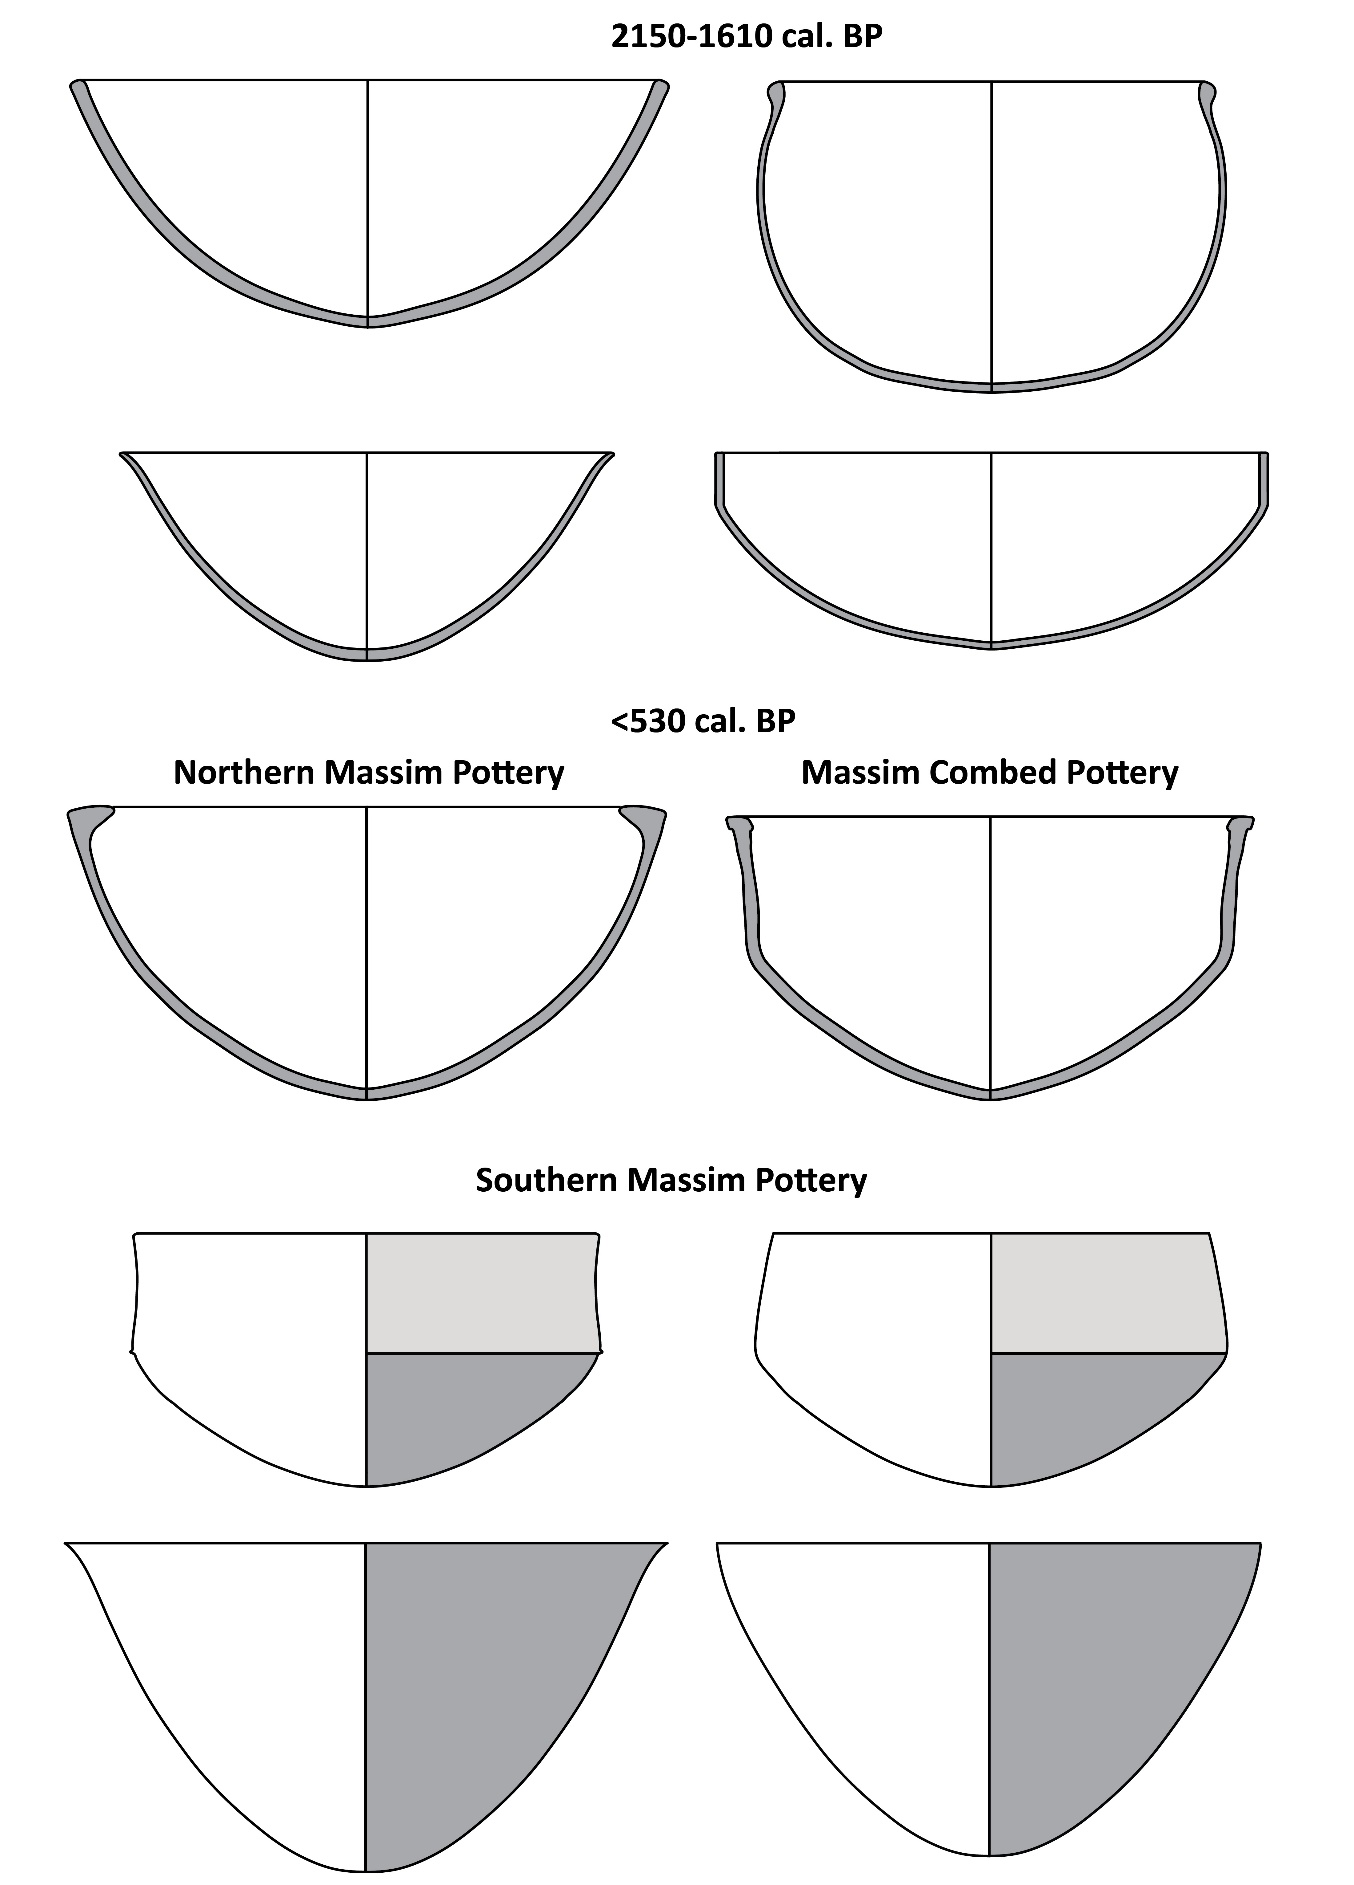 2150-1610 cal. BP
<530 cal. BP
Northern Massim Pottery
Massim Combed Pottery
Southern Massim Pottery